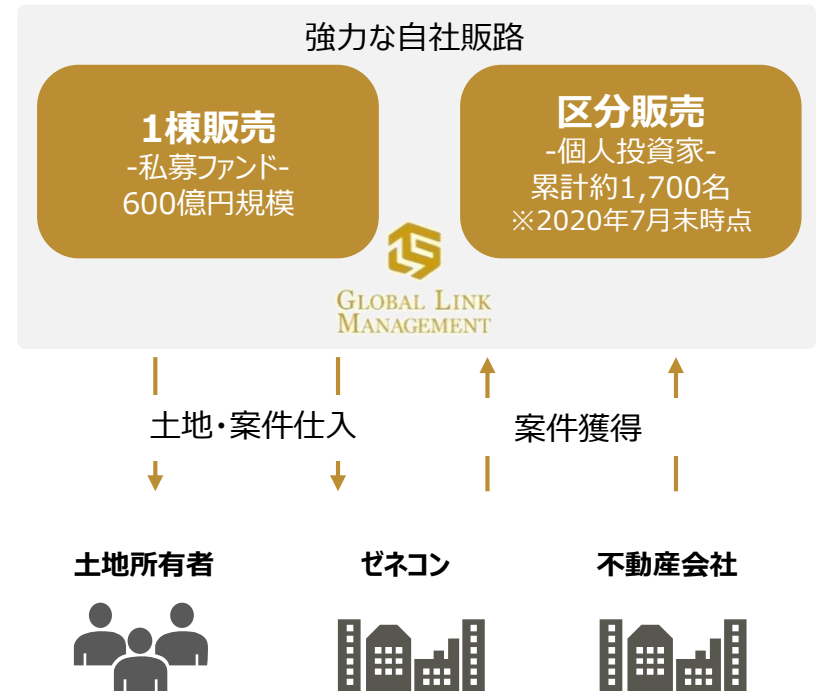 強力な自社販路
1棟販売
-私募ファンド-
600億円規模
区分販売
-個人投資家-
累計約1,700名
※2020年7月末時点
GLOBAL LINK
MANAGEMENT
土地・案件仕入
案件獲得
土地所有者
ゼネコン
不動産会社